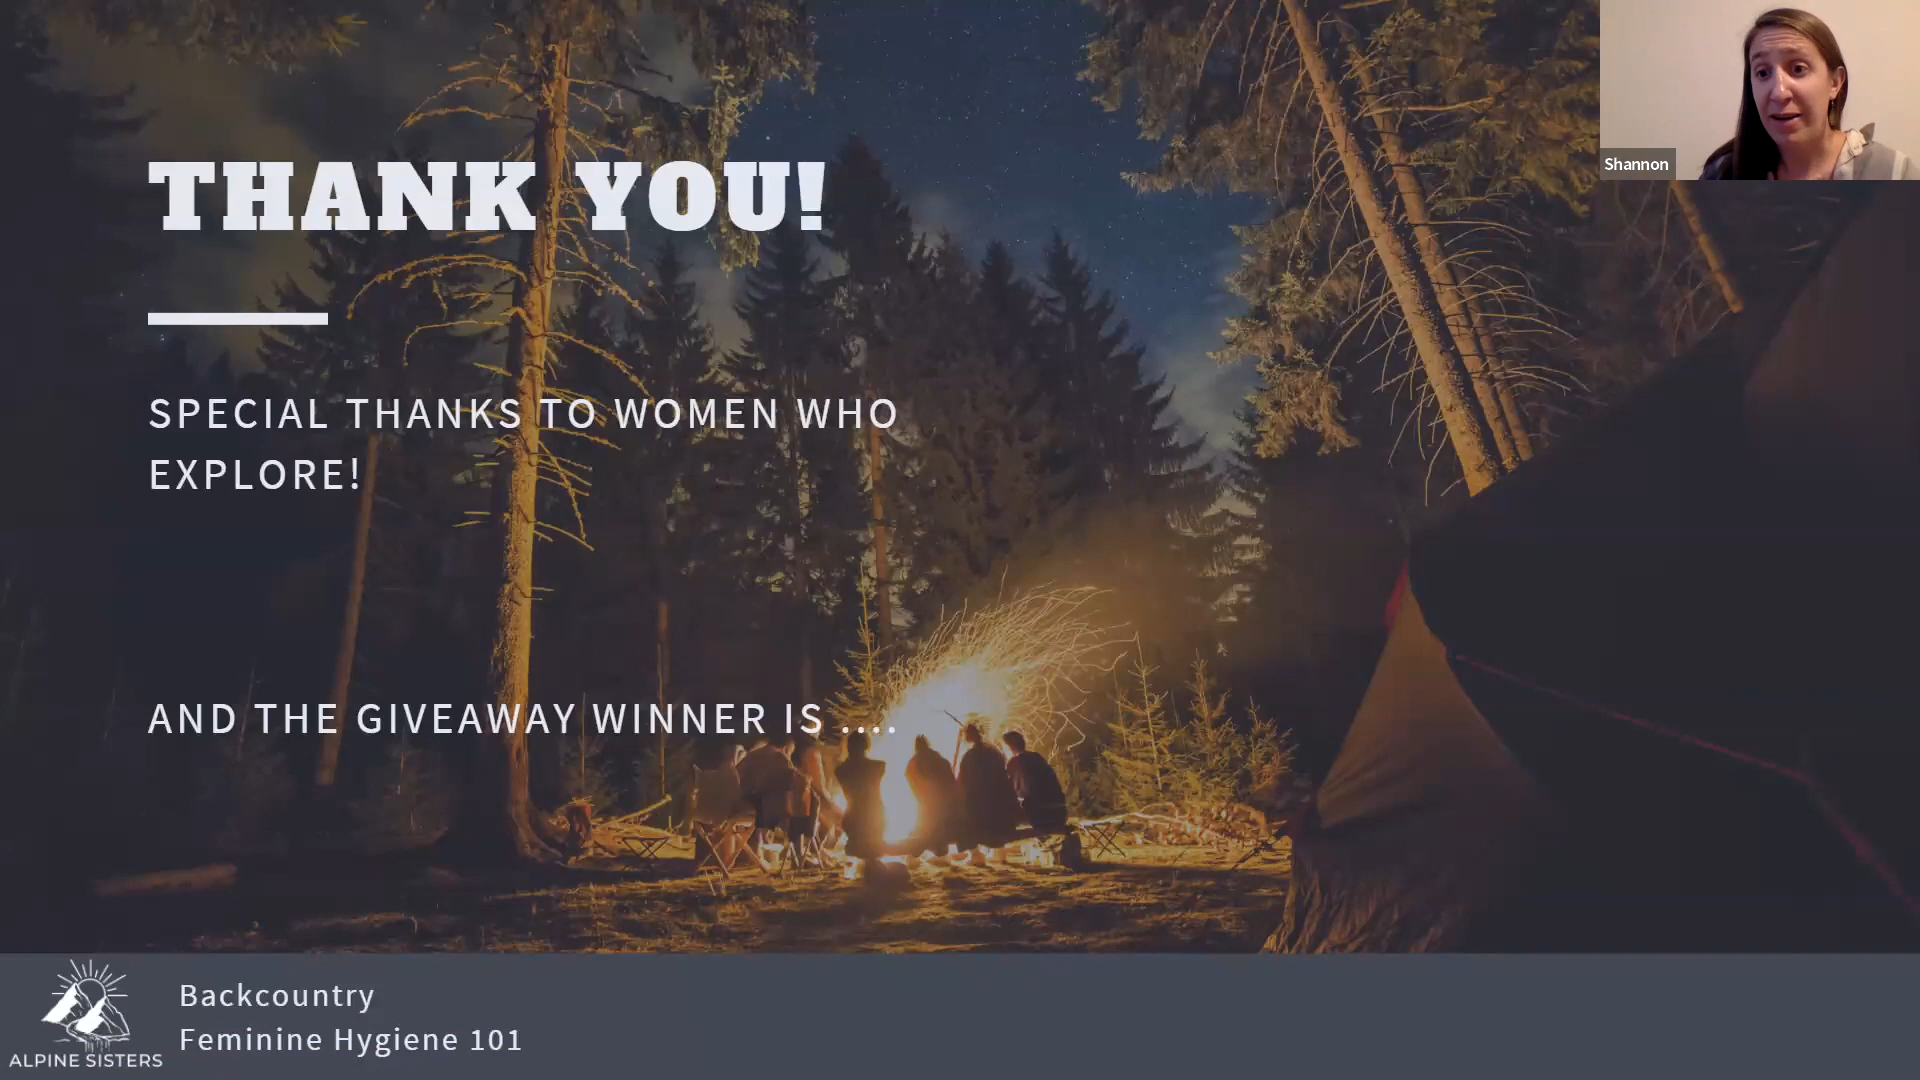 THANK YOU!
SPECIAL THANKS TO WOMEN WHO
EXPLORE!
AND THE GIVEAWAY WINNER IS ....
Shannon
ALPINE SISTERS
Backcountry
Feminine Hygiene 101